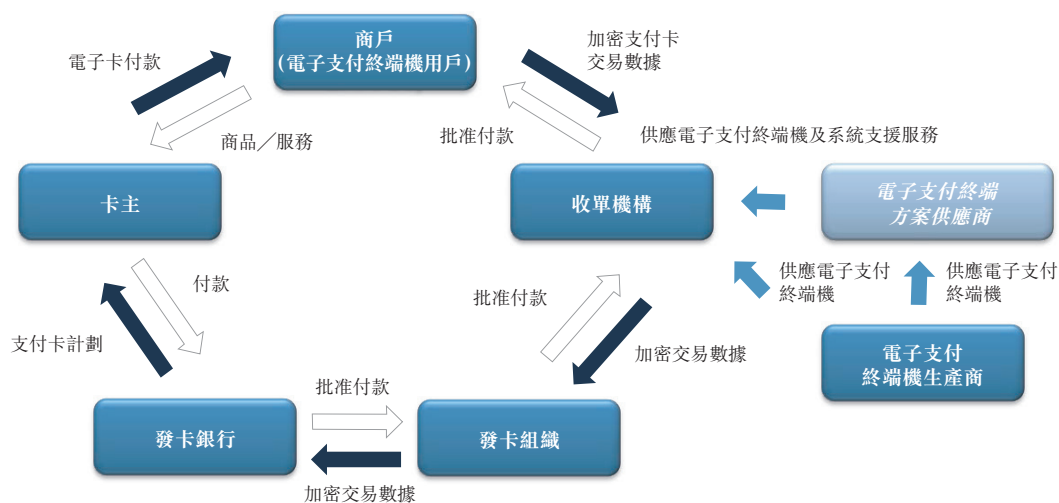 商戶
(電子支付終端機用戶)
電子卡付款
加密支付卡
交易數據
商品／服務
批准付款
供應電子支付終端機及系統支援服務
卡主
收單機構
電子支付終端
方案供應商
付款
支付卡計劃
批准付款
加密交易數據
供應電子支付
終端機
供應電子支付
終端機
電子支付
終端機生產商
發卡銀行
批准付款
加密交易數據
發卡組織